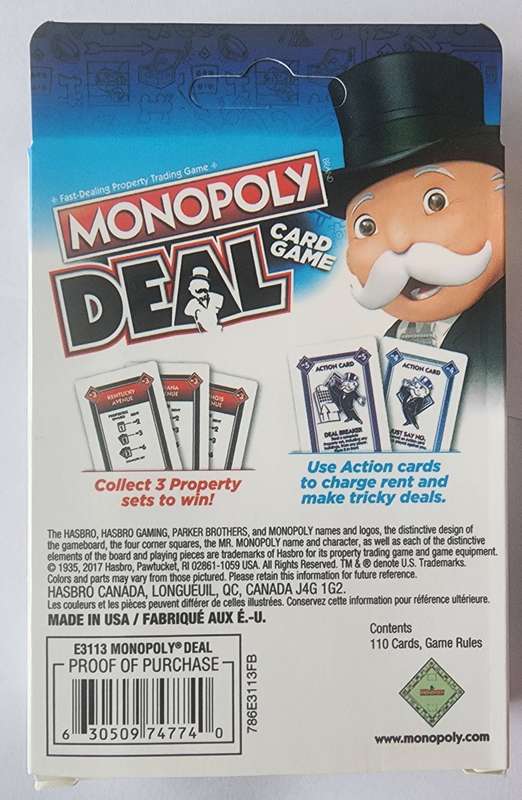 Fast-Dealing Property Trading Game
BRAND
MONOPOLY
DEAL
CARD
GAME
KENTUCKY
AVENUE
ACTION CARD
ACTION CARD
DEAL BREAKER
JUST SAY NO.
Collect 3 Property
sets to win!
Use Action cards
to charge rent and
make tricky deals.
The HASBRO, HASBRO GAMING, PARKER BROTHERS, and MONOPOLY names and logos, the distinctive design of
the gameboard, the four corner squares, the MR. MONOPOLY name and character, as well as each of the distinctive
elements of the board and playing pieces are trademarks of Hasbro for its property trading game and game equipment.
© 1935, 2017 Hasbro, Pawtucket, RI 02861-1059 USA. All Rights Reserved. TM & ® denote U.S. Trademarks.
Colors and parts may vary from those pictured. Please retain this information for future reference.
HASBRO CANADA, LONGUEUIL, QC, CANADA J4G 1G2.
Les couleurs et les pièces peuvent différer de celles illustrées. Conservez cette information pour référence ultérieure.
MADE IN USA / FABRIQUÉ AUX É.-U.
E3113 MONOPOLY® DEAL
PROOF OF PURCHASE
6 30509 74774 0
786E3113FB
Contents
110 Cards, Game Rules
www.monopoly.com